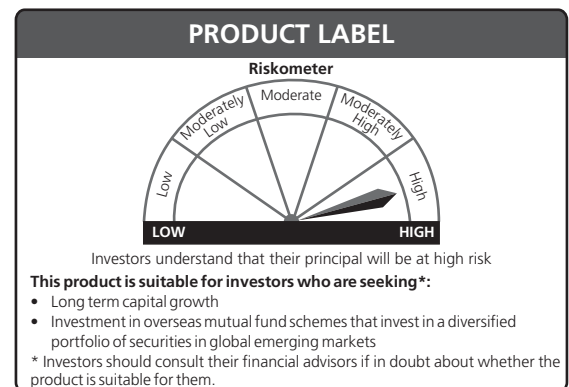 PRODUCT LABEL
Riskometer
Low
Moderately
Low
Moderate
Moderately
High
High
LOW
HIGH
Investors understand that their principal will be at high risk
This product is suitable for investors who are seeking*:
• Long term capital growth
• Investment in overseas mutual fund schemes that invest in a diversified
portfolio of securities in global emerging markets
* Investors should consult their financial advisors if in doubt about whether the
product is suitable for them.